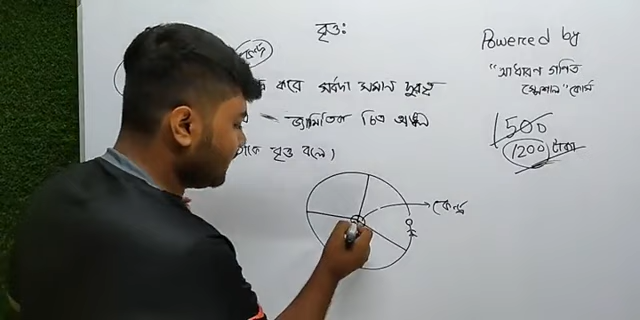 বৃত্তঃ
কেন্দ্র
করে সর্বদা সমান দূরত্ব
জ্যামিতিক চিত্র অঙ্কন
তাকে বৃত্ত বলে।
কেন্দ্র
Powered by
"সাধারণ গণিত
স্পেশাল" কোর্স
1500
1200 টাকা